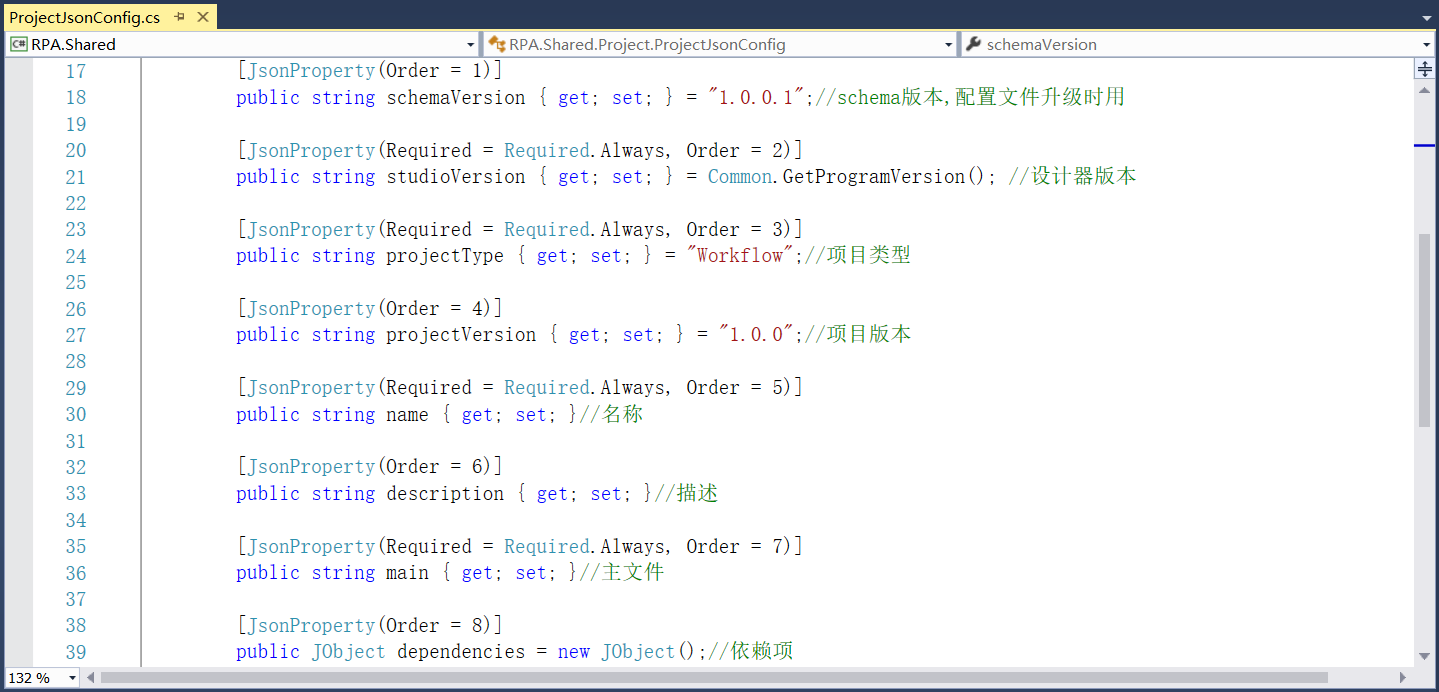 ProjectJsonConfig.cs
RPA.Shared
RPA.Shared.Project.ProjectJsonConfig
schemaVersion
17 [JsonProperty(Order = 1)]
18 public string schemaVersion { get; set; } = "1.0.0.1";//schema版本,配置文件升级时用
19
20 [JsonProperty(Required = Required.Always, Order = 2)]
21 public string studioVersion { get; set; } = Common.GetProgramVersion(); //设计器版本
22
23 [JsonProperty(Required = Required.Always, Order = 3)]
24 public string projectType { get; set; } = "Workflow";//项目类型
25
26 [JsonProperty(Order = 4)]
27 public string projectVersion { get; set; } = "1.0.0";//项目版本
28
29 [JsonProperty(Required = Required.Always, Order = 5)]
30 public string name { get; set; }//名称
31
32 [JsonProperty(Order = 6)]
33 public string description { get; set; }//描述
34
35 [JsonProperty(Required = Required.Always, Order = 7)]
36 public string main { get; set; }//主文件
37
38 [JsonProperty(Order = 8)]
39 public JObject dependencies = new JObject();//依赖项
132 %